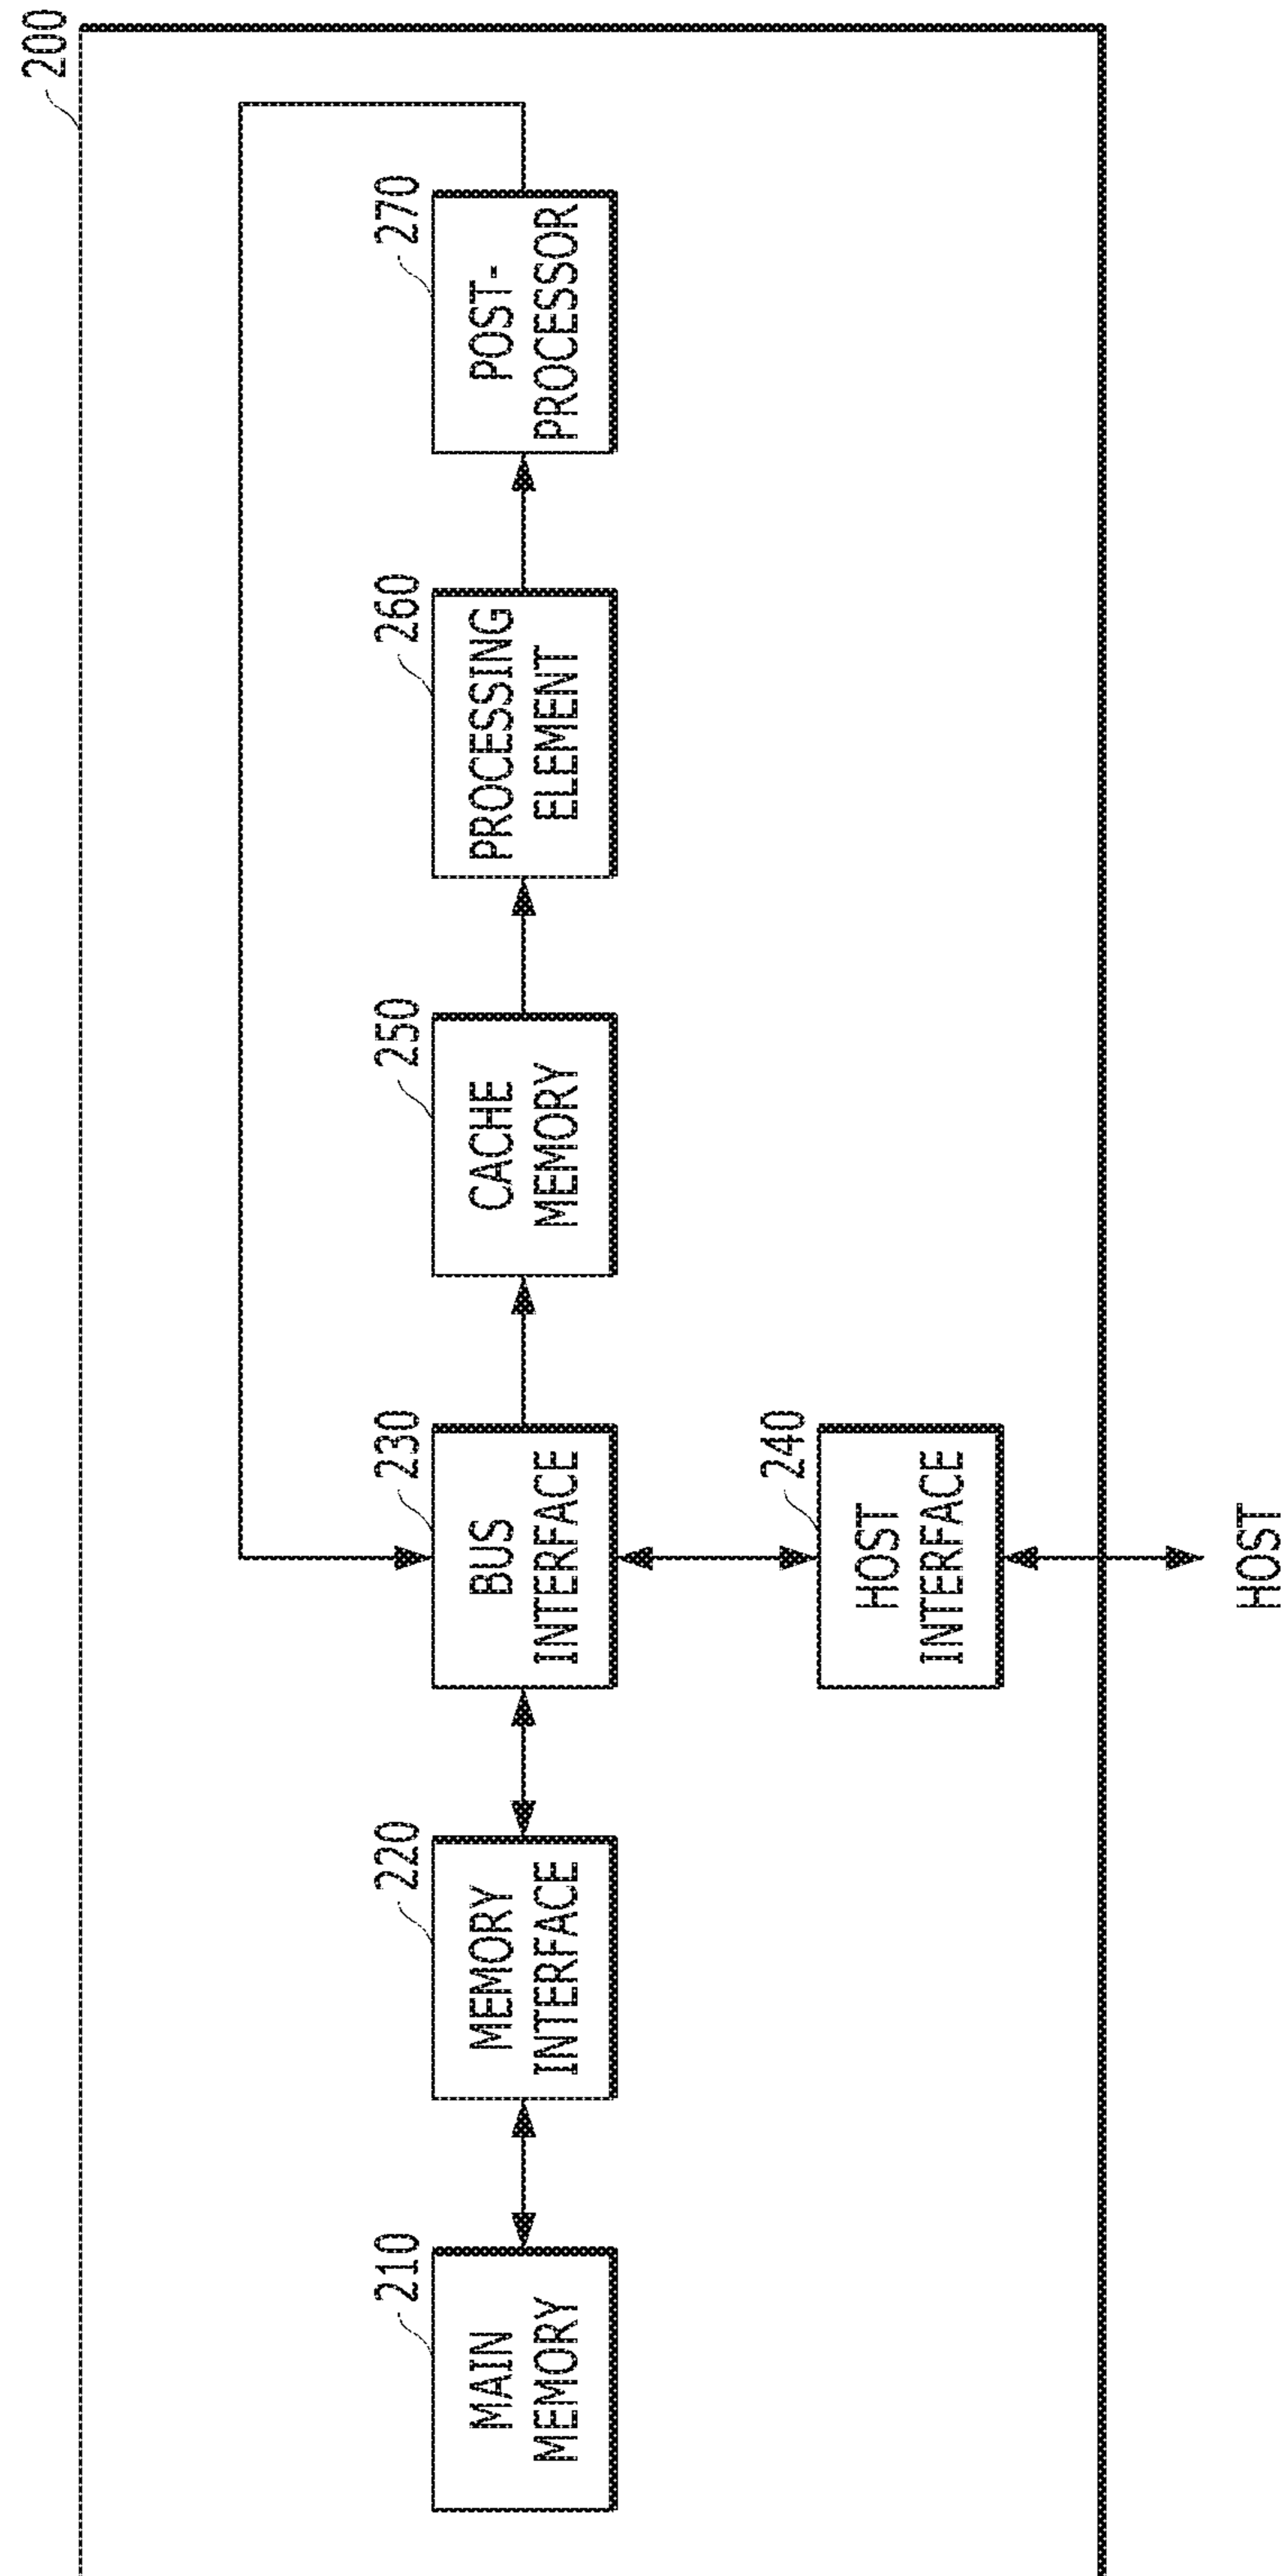 200
210
MAIN
MEMORY
220
MEMORY
INTERFACE
230
BUS
INTERFACE
250
CACHE
MEMORY
260
PROCESSING
ELEMENT
270
POST-
PROCESSOR
240
HOST
INTERFACE
HOST